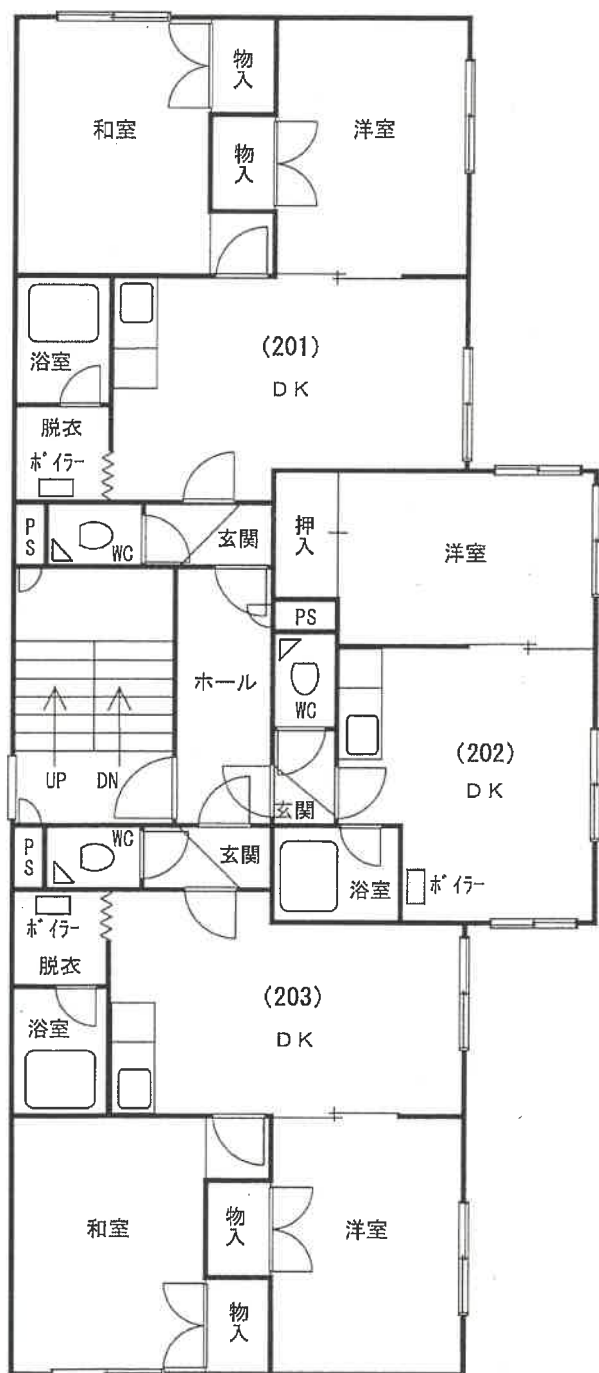 物入
和室
洋室
物入
浴室
(201)
DK
脱衣
ボイラー
PS
WC
玄関
押入
洋室
PS
ホール
WC
UP
DN
(202)
DK
玄関
PS
WC
玄関
浴室
ボイラー
ボイラー
脱衣
(203)
DK
浴室
和室
物入
洋室
物入